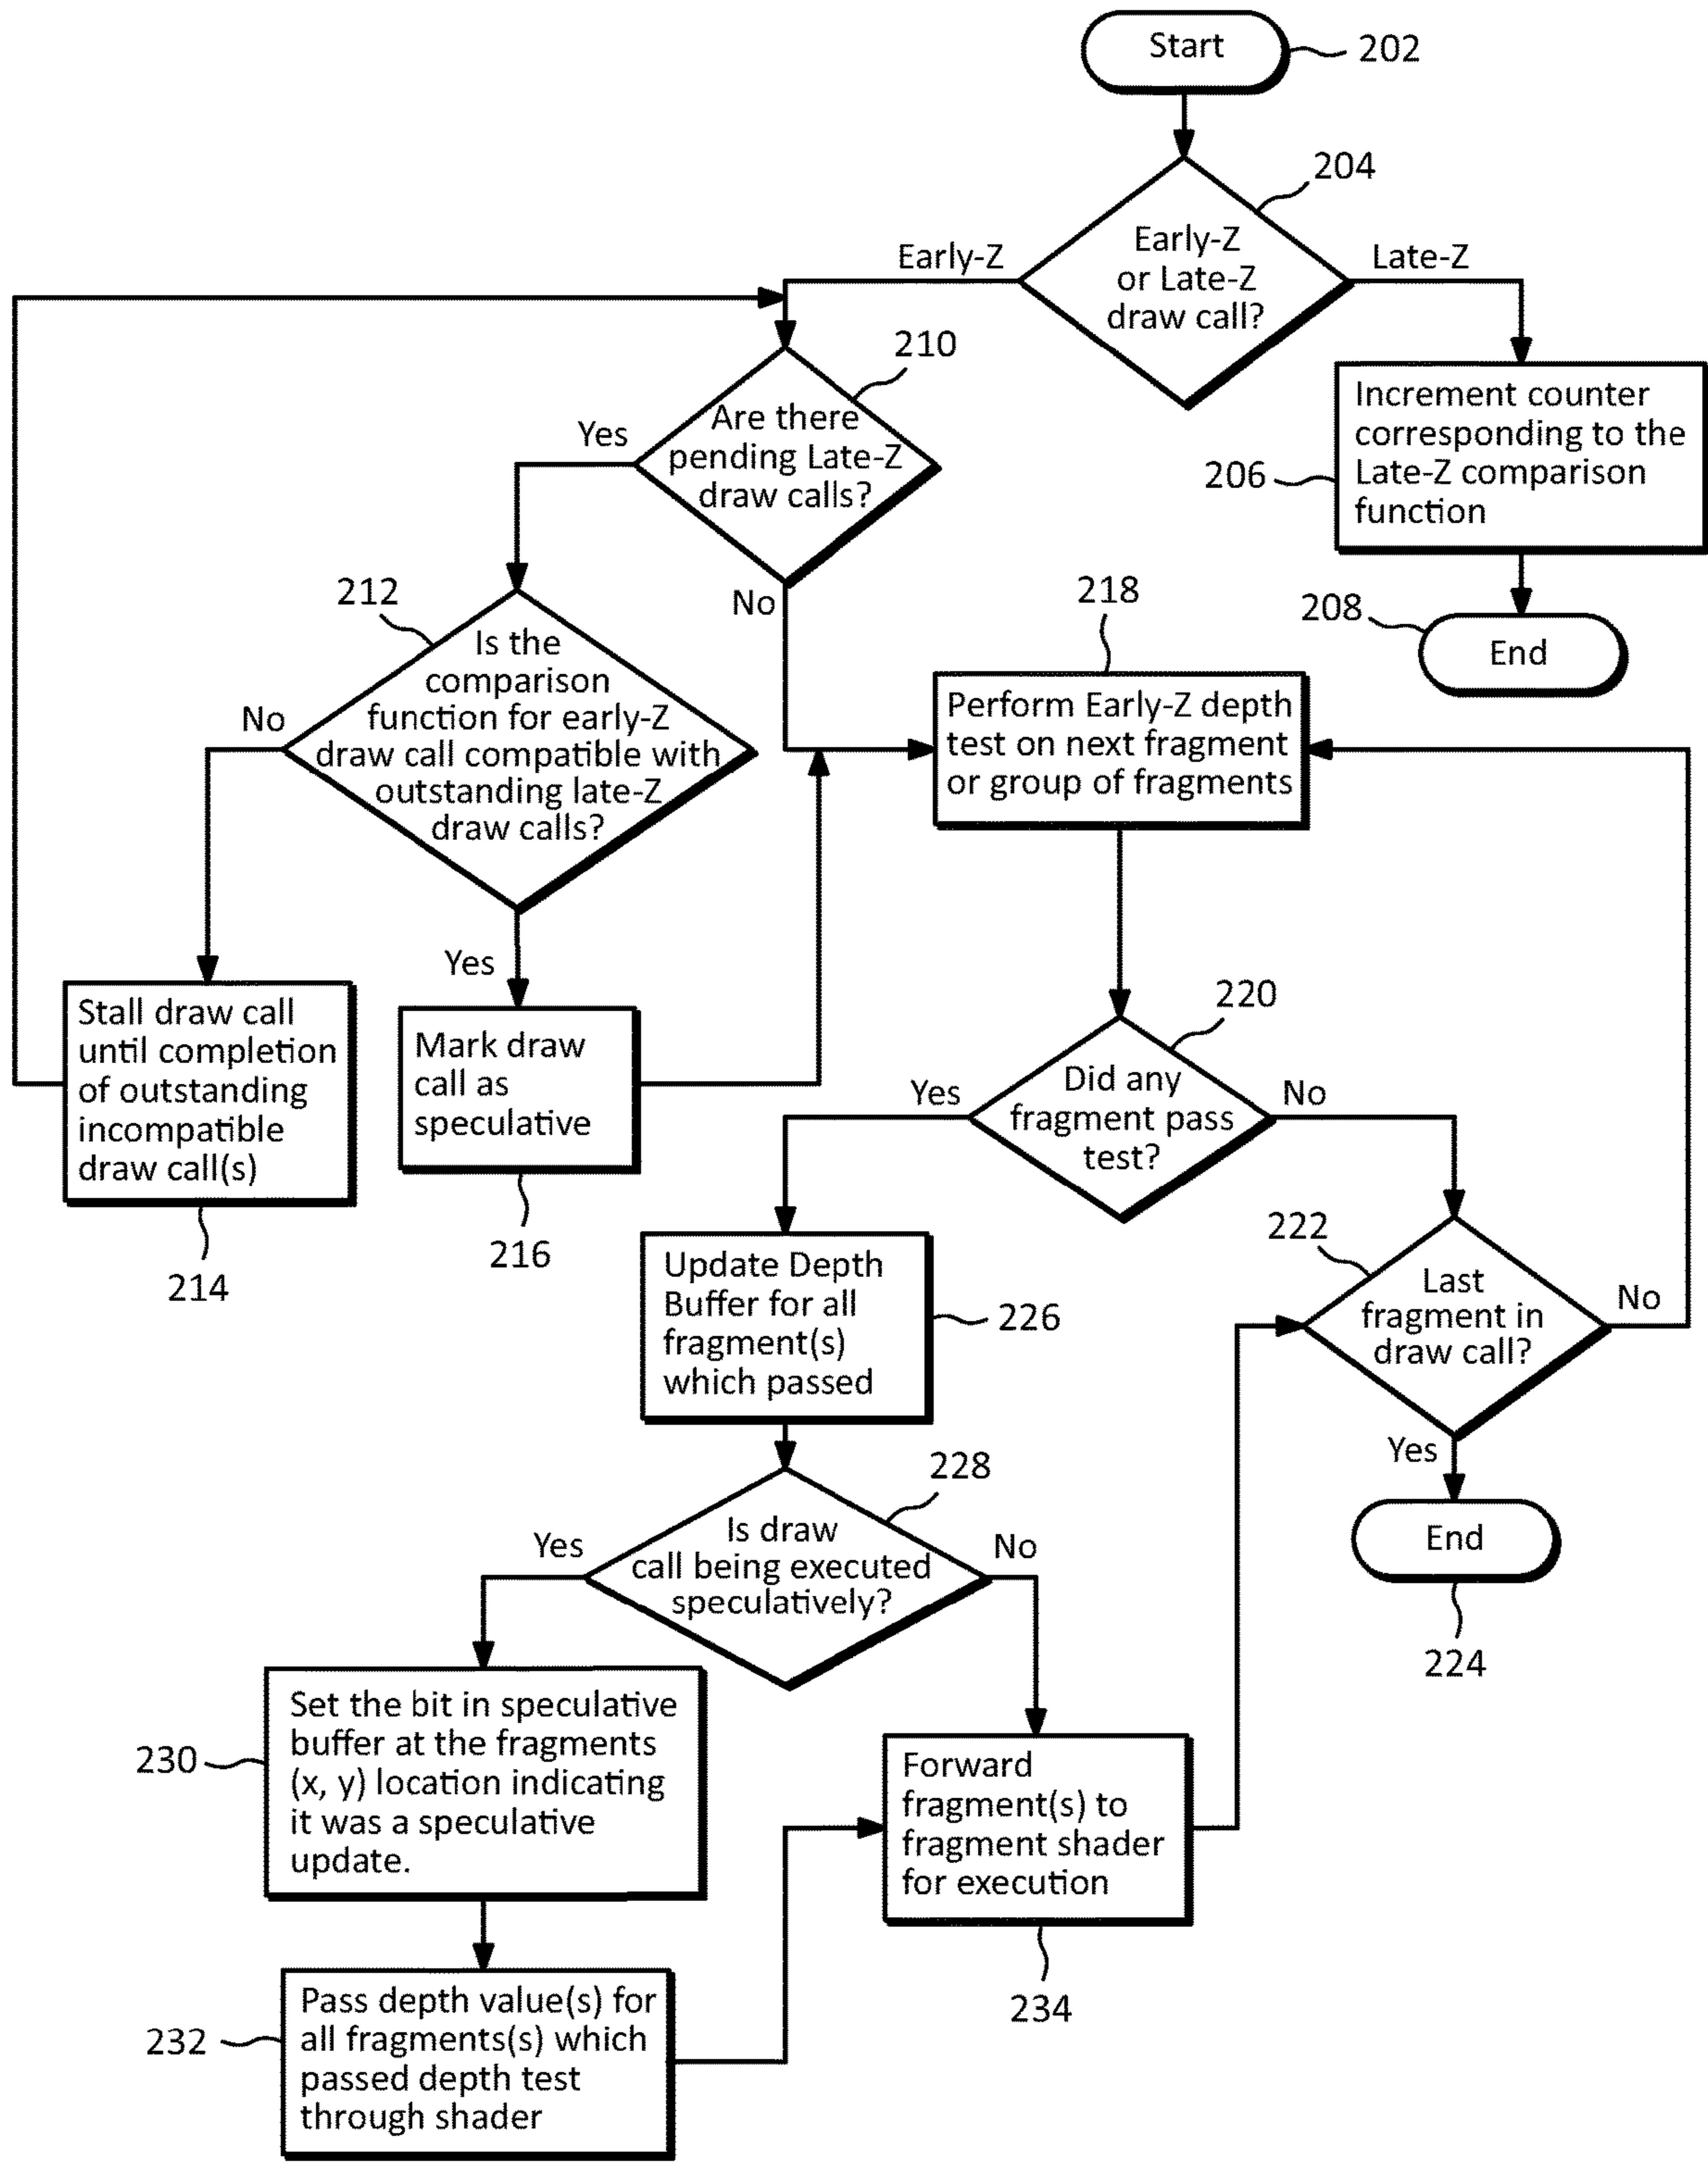 Start
202
204
Early-Z
or Late-Z
draw call?
Early-Z
Late-Z
210
Are there
pending Late-Z
draw calls?
Yes
No
Increment counter
corresponding to the
Late-Z comparison
function
206
208
End
212
Is the
comparison
function for early-Z
draw call compatible with
outstanding late-Z
draw calls?
No
Yes
218
Perform Early-Z depth
test on next fragment
or group of fragments
Stall draw call
until completion
of outstanding
incompatible
draw call(s)
214
Mark draw
call as
speculative
216
220
Did any
fragment pass
test?
Yes
No
222
Last
fragment in
draw call?
No
Yes
End
224
Update Depth
Buffer for all
fragment(s)
which passed
226
228
Is draw
call being executed
speculatively?
Yes
No
230
Set the bit in speculative
buffer at the fragments
(x, y) location indicating
it was a speculative
update.
Forward
fragment(s) to
fragment shader
for execution
234
232
Pass depth value(s) for
all fragments(s) which
passed depth test
through shader